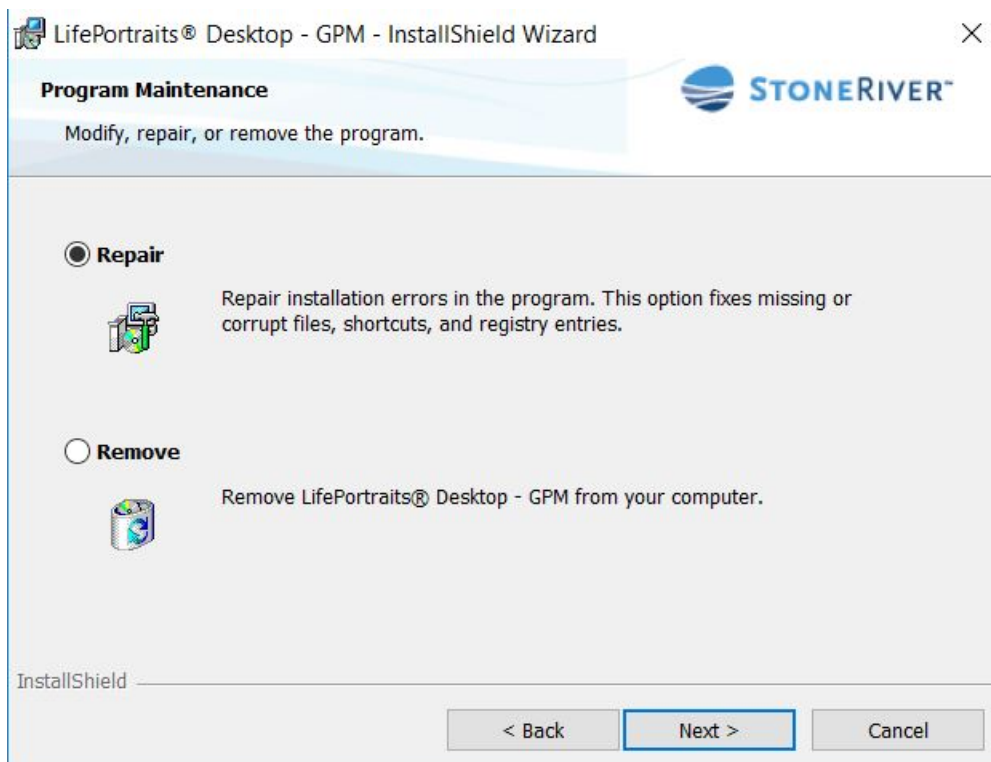 LifePortraits® Desktop - GPM - InstallShield Wizard
Program Maintenance
STONERIVER™
Modify, repair, or remove the program.
Repair
Repair installation errors in the program. This option fixes missing or
corrupt files, shortcuts, and registry entries.
Remove
Remove LifePortraits® Desktop - GPM from your computer.
InstallShield
< Back
Next >
Cancel